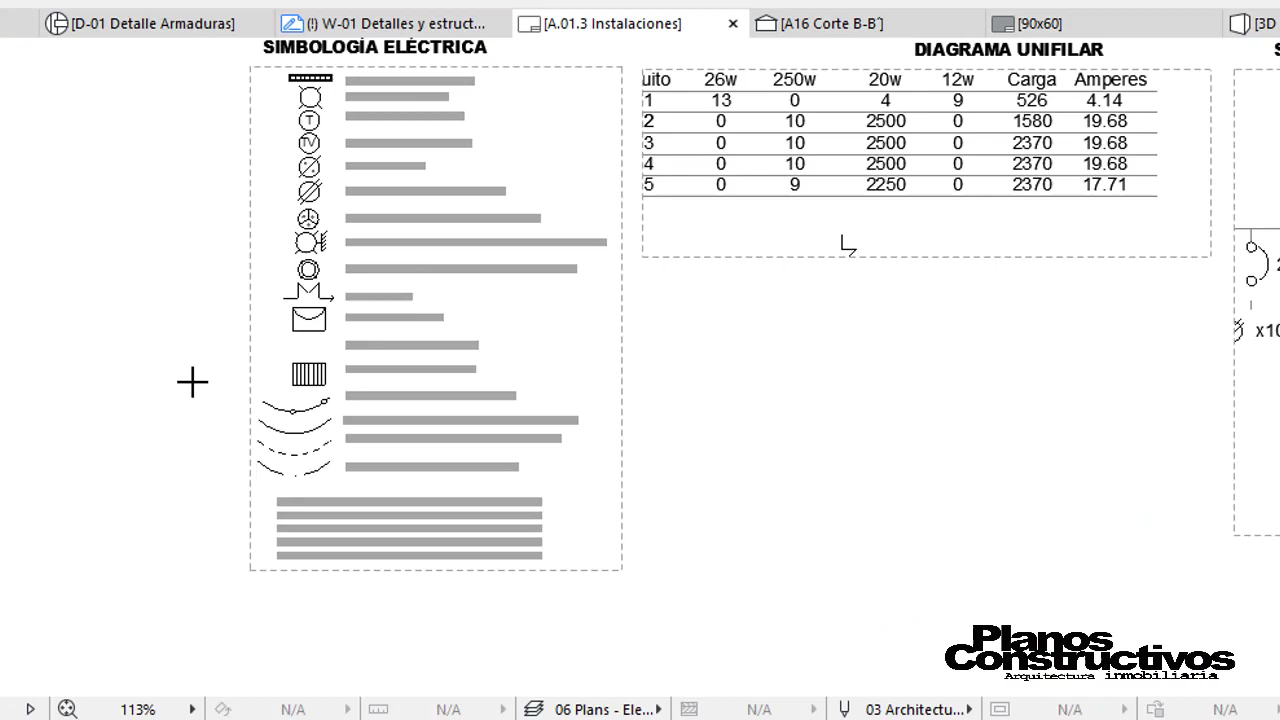 [D-01 Detalle Armaduras]
(!) W-01 Detalles y estruct...
[A.01.3 Instalaciones]
[A16 Corte B-B´]
[90x60]
[3D
SIMBOLOGÍA ELÉCTRICA
T
TV
DIAGRAMA UNIFILAR
S
uito 26w 250w 20w 12w Carga Amperes
1 13 0 4 9 526 4.14
2 0 10 2500 0 1580 19.68
3 0 10 2500 0 2370 19.68
4 0 10 2500 0 2370 19.68
5 0 9 2250 0 2370 17.71
2
x10
Planos
Constructivos
Arquitectura inmobiliaria
113%
N/A
N/A
06 Plans - Ele...
N/A
03 Architectu...
N/A
N/A